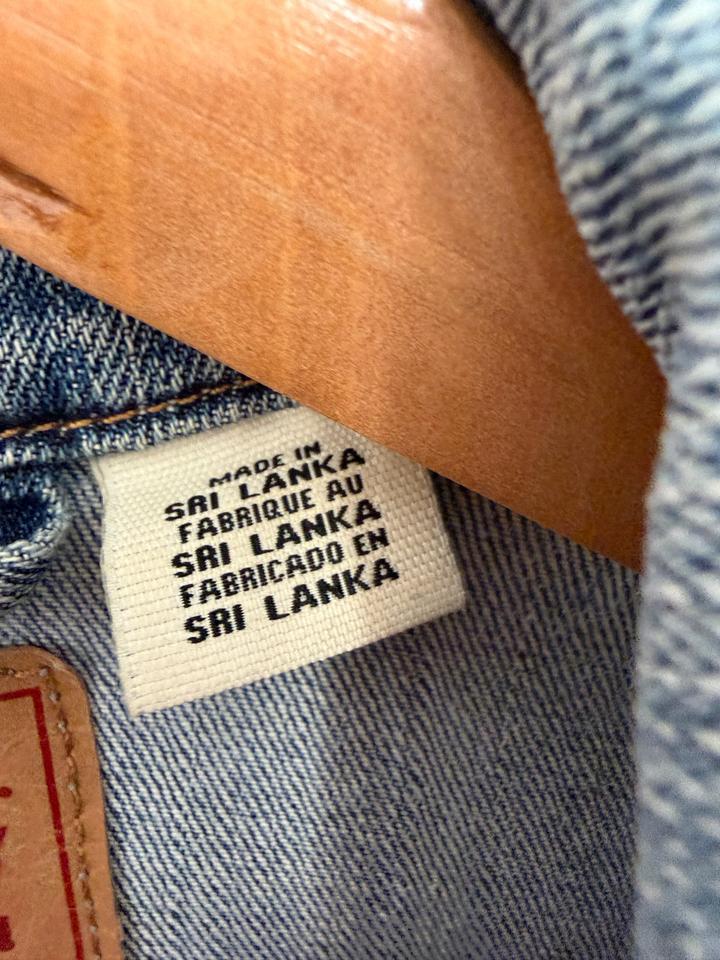 MADE IN
SRI LANKA
FABRIQUE AU
SRI LANKA
FABRICADO EN
SRI LANKA